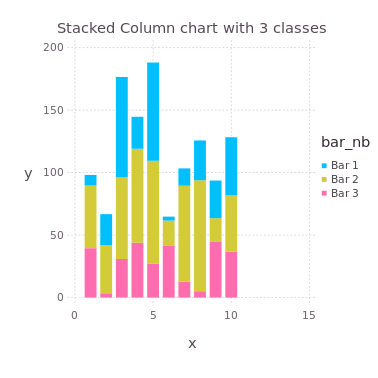 Stacked Column chart with 3 classes
200
150
100
50
0
y
0 5 10 15
x
bar_nb
Bar 1
Bar 2
Bar 3